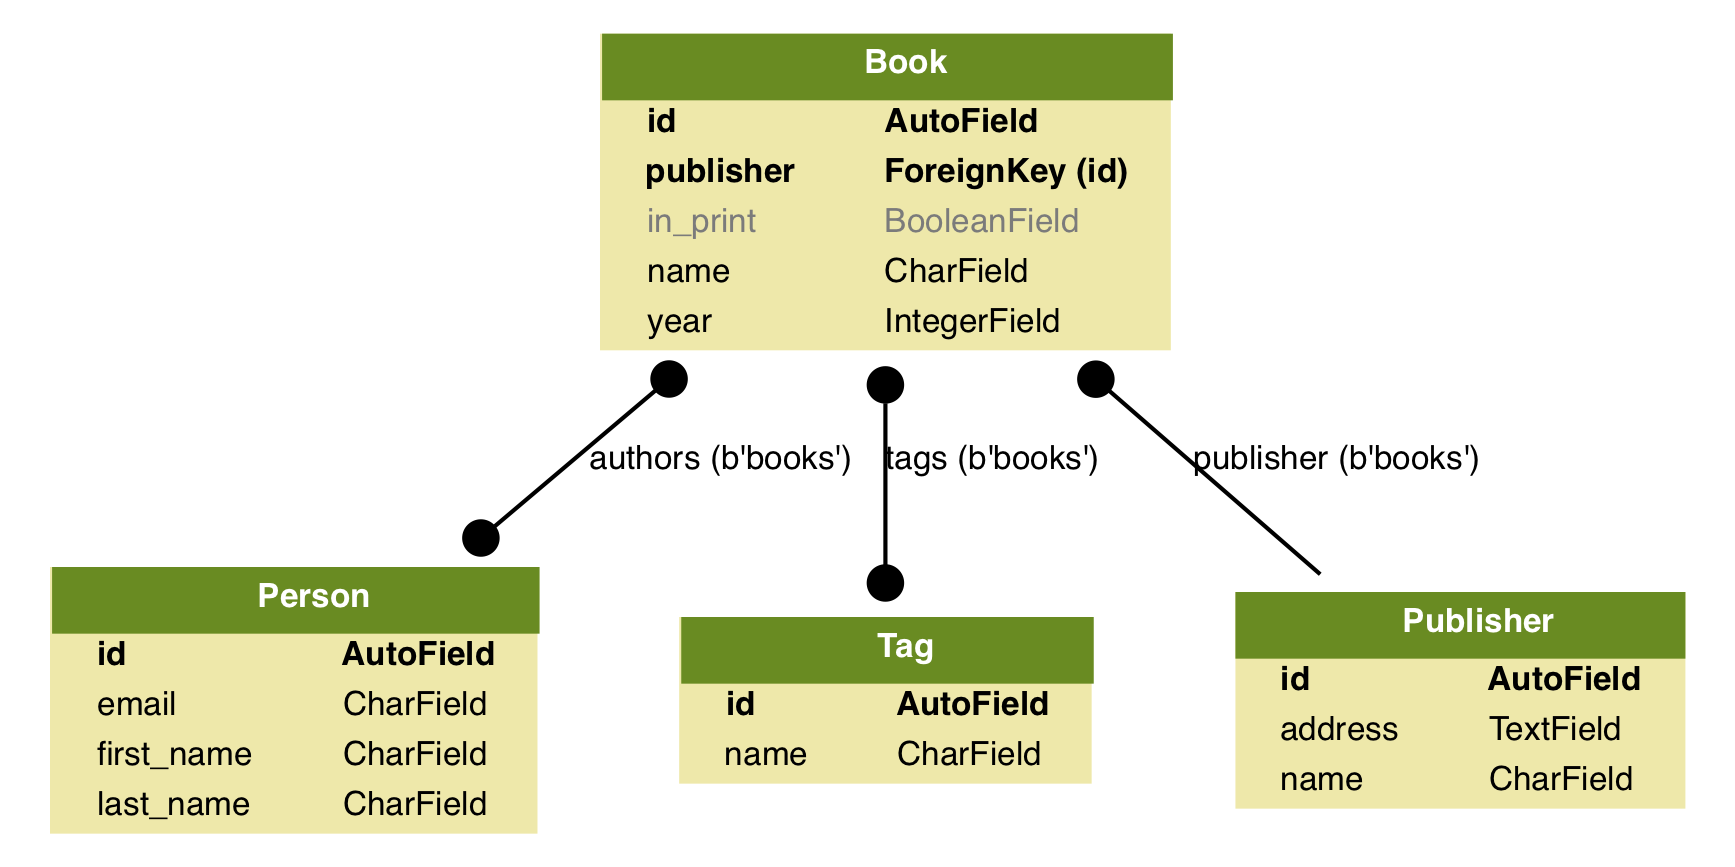 Book
id AutoField
publisher ForeignKey (id)
in_print BooleanField
name CharField
year IntegerField
authors (b'books') tags (b'books') publisher (b'books')
Person
id AutoField
email CharField
first_name CharField
last_name CharField
Tag
id AutoField
name CharField
Publisher
id AutoField
address TextField
name CharField